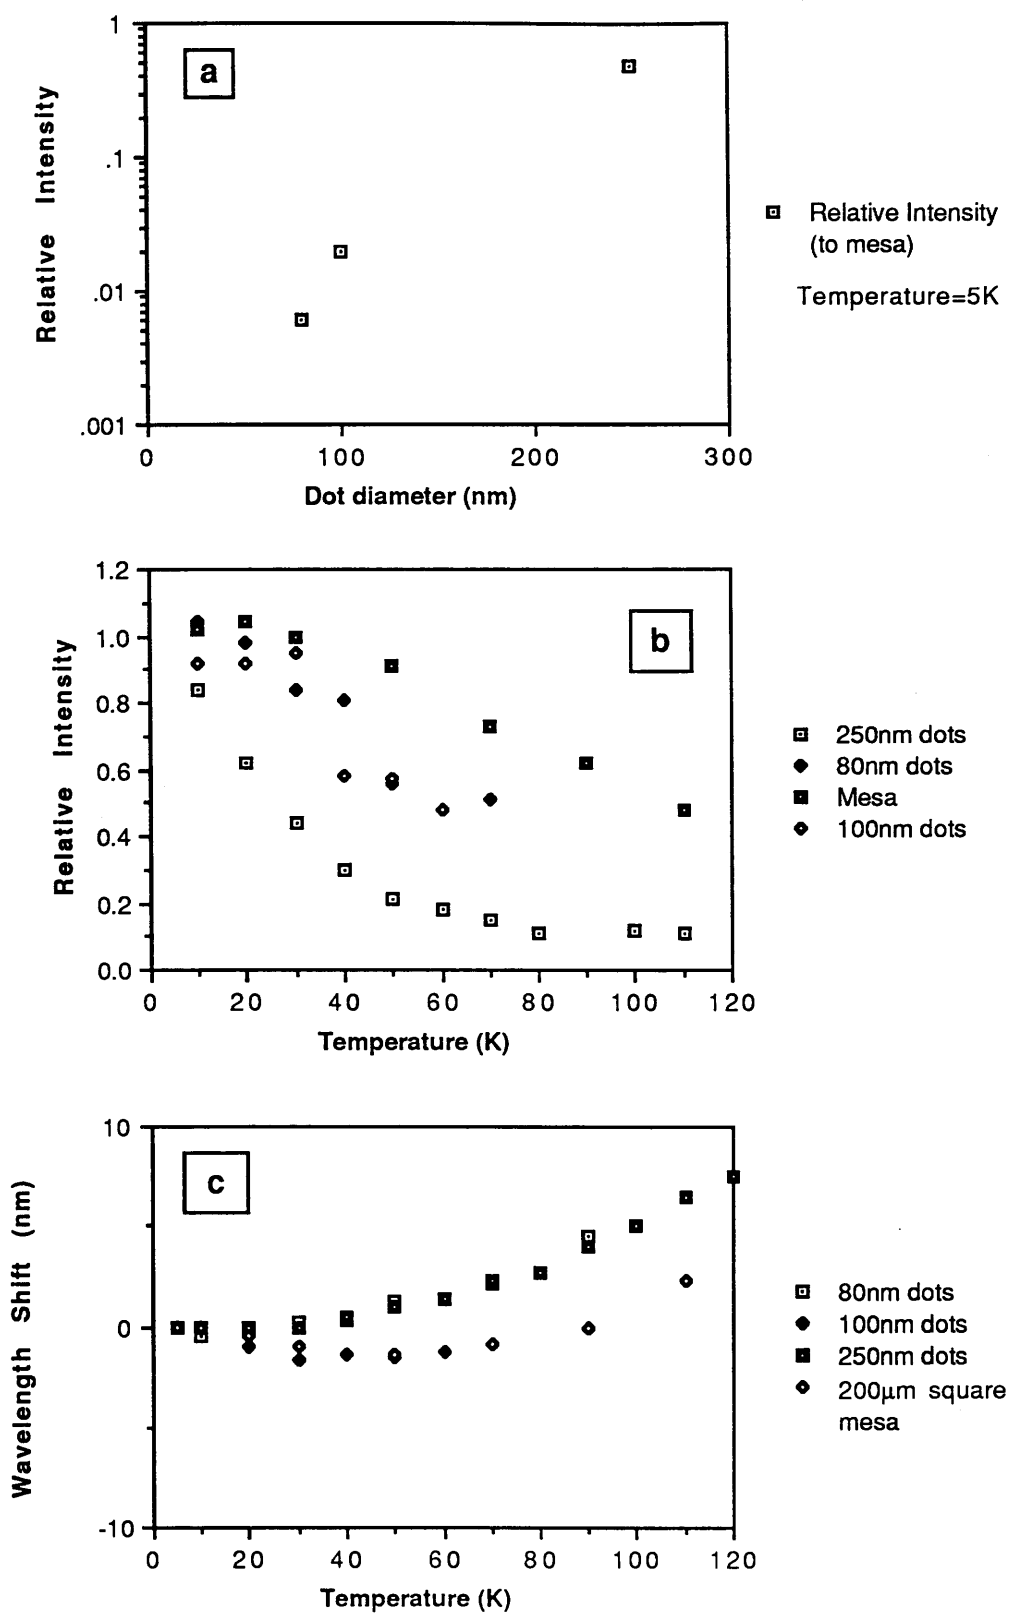 1
a
.1
.01
.001
Relative Intensity
0 100 200 300
Dot diameter (nm)
Relative Intensity
(to mesa)
Temperature=5K
1.2
1.0
0.8
0.6
0.4
0.2
0.0
b
Relative Intensity
0 20 40 60 80 100 120
Temperature (K)
250nm dots
80nm dots
Mesa
100nm dots
10
0
-10
c
Wavelength Shift (nm)
0 20 40 60 80 100 120
Temperature (K)
80nm dots
100nm dots
250nm dots
200µm square
mesa